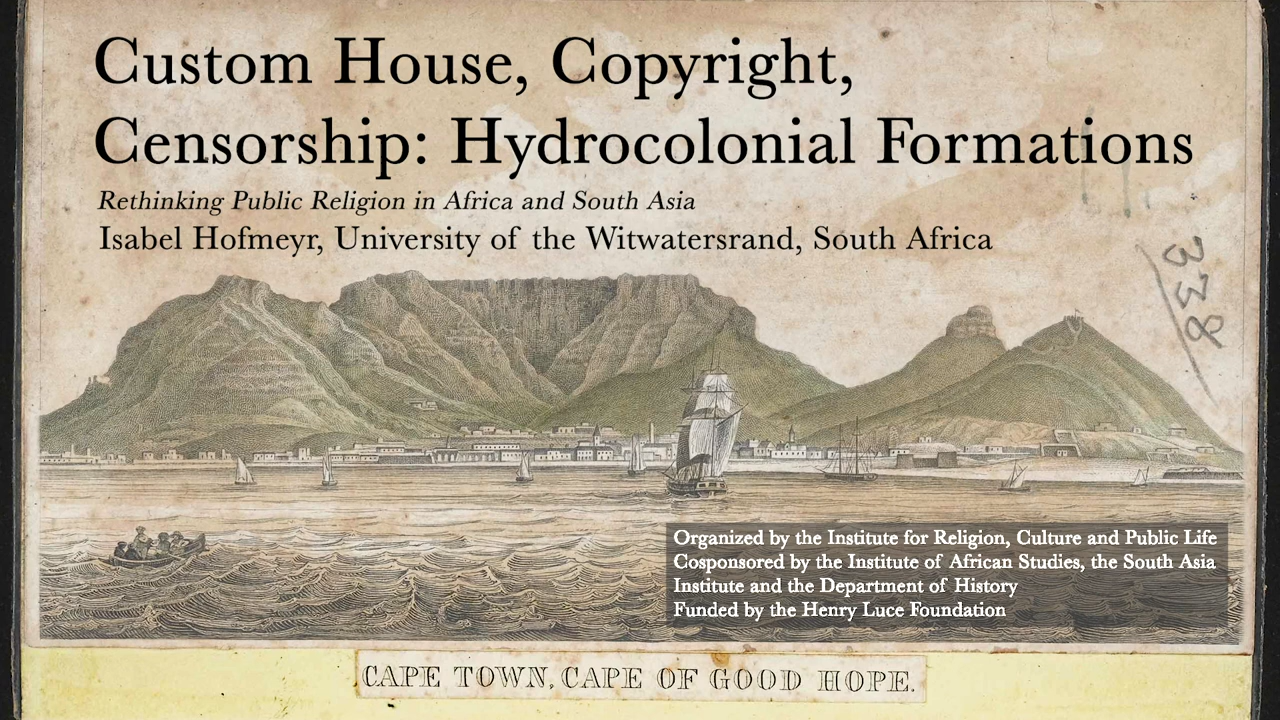 Custom House, Copyright,
Censorship: Hydrocolonial Formations
Rethinking Public Religion in Africa and South Asia
Isabel Hofmeyr, University of the Witwatersrand, South Africa
338
Organized by the Institute for Religion, Culture and Public Life
Cosponsored by the Institute of African Studies, the South Asia
Institute and the Department of History
Funded by the Henry Luce Foundation
CAPE TOWN, CAPE OF GOOD HOPE.